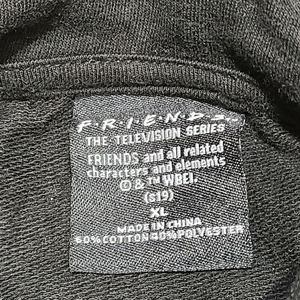 F·R·I·E·N·D·S
THE TELEVISION SERIES
FRIENDS and all related
characters and elements
© & ™ WBEI.
(s19)
XL
MADE IN CHINA
60% COTTON 40% POLYESTER